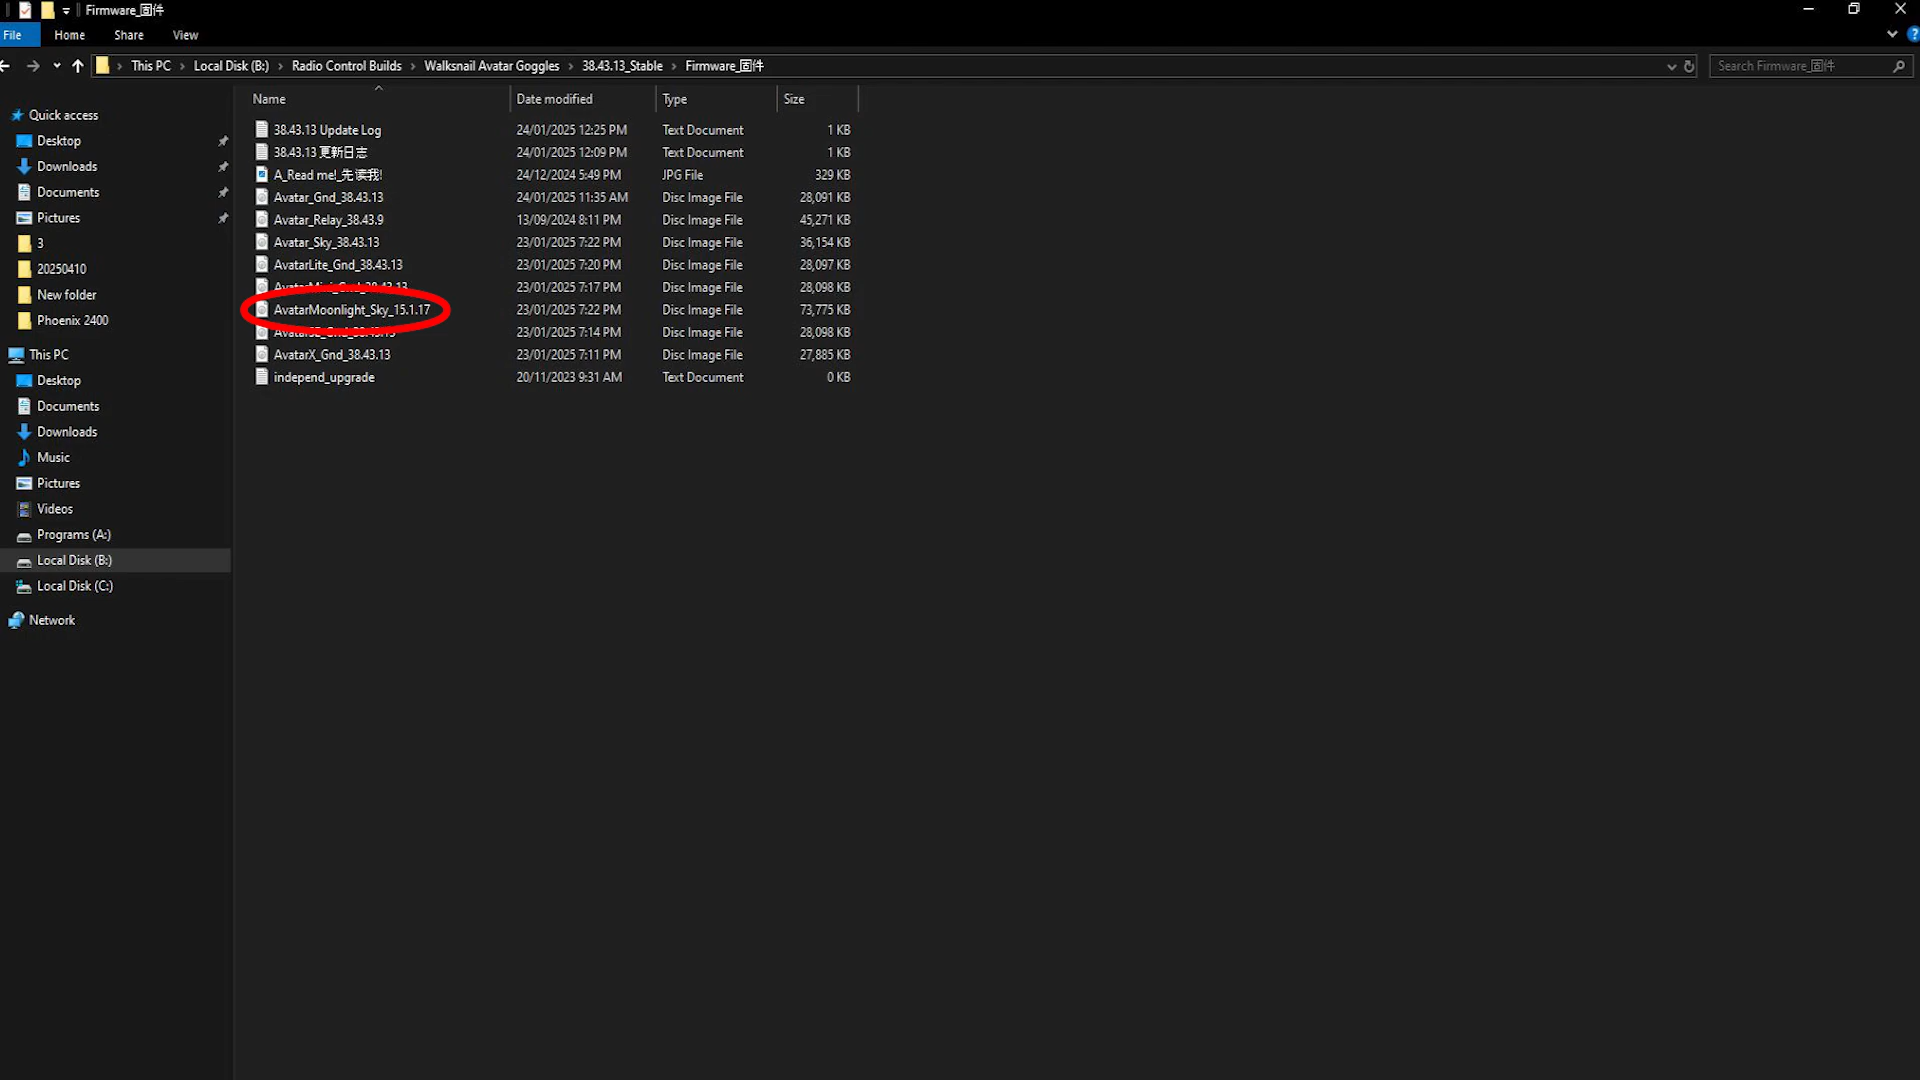 Firmware_固件
File Home Share View
This PC Local Disk (B:) Radio Control Builds Walksnail Avatar Goggles 38.43.13_Stable Firmware_固件 Search Firmware_固件
Name Date modified Type Size
Quick access
Desktop
Downloads
Documents
Pictures
3
20250410
New folder
Phoenix 2400
This PC
Desktop
Documents
Downloads
Music
Pictures
Videos
Programs (A:)
Local Disk (B:)
Local Disk (C:)
Network
38.43.13 Update Log 24/01/2025 12:25 PM Text Document 1 KB
38.43.13 更新日志 24/01/2025 12:09 PM Text Document 1 KB
A_Read me!_先读我! 24/12/2024 5:49 PM JPG File 329 KB
Avatar_Gnd_38.43.13 24/01/2025 11:35 AM Disc Image File 28,091 KB
Avatar_Relay_38.43.9 13/09/2024 8:11 PM Disc Image File 45,271 KB
Avatar_Sky_38.43.13 23/01/2025 7:22 PM Disc Image File 36,154 KB
AvatarLite_Gnd_38.43.13 23/01/2025 7:20 PM Disc Image File 28,097 KB
AvatarMini_Gnd_38.43.13 23/01/2025 7:17 PM Disc Image File 28,098 KB
AvatarMoonlight_Sky_15.1.17 23/01/2025 7:22 PM Disc Image File 73,775 KB
AvatarSE_Gnd_38.43.13 23/01/2025 7:14 PM Disc Image File 28,098 KB
AvatarX_Gnd_38.43.13 23/01/2025 7:11 PM Disc Image File 27,885 KB
independ_upgrade 20/11/2023 9:31 AM Text Document 0 KB